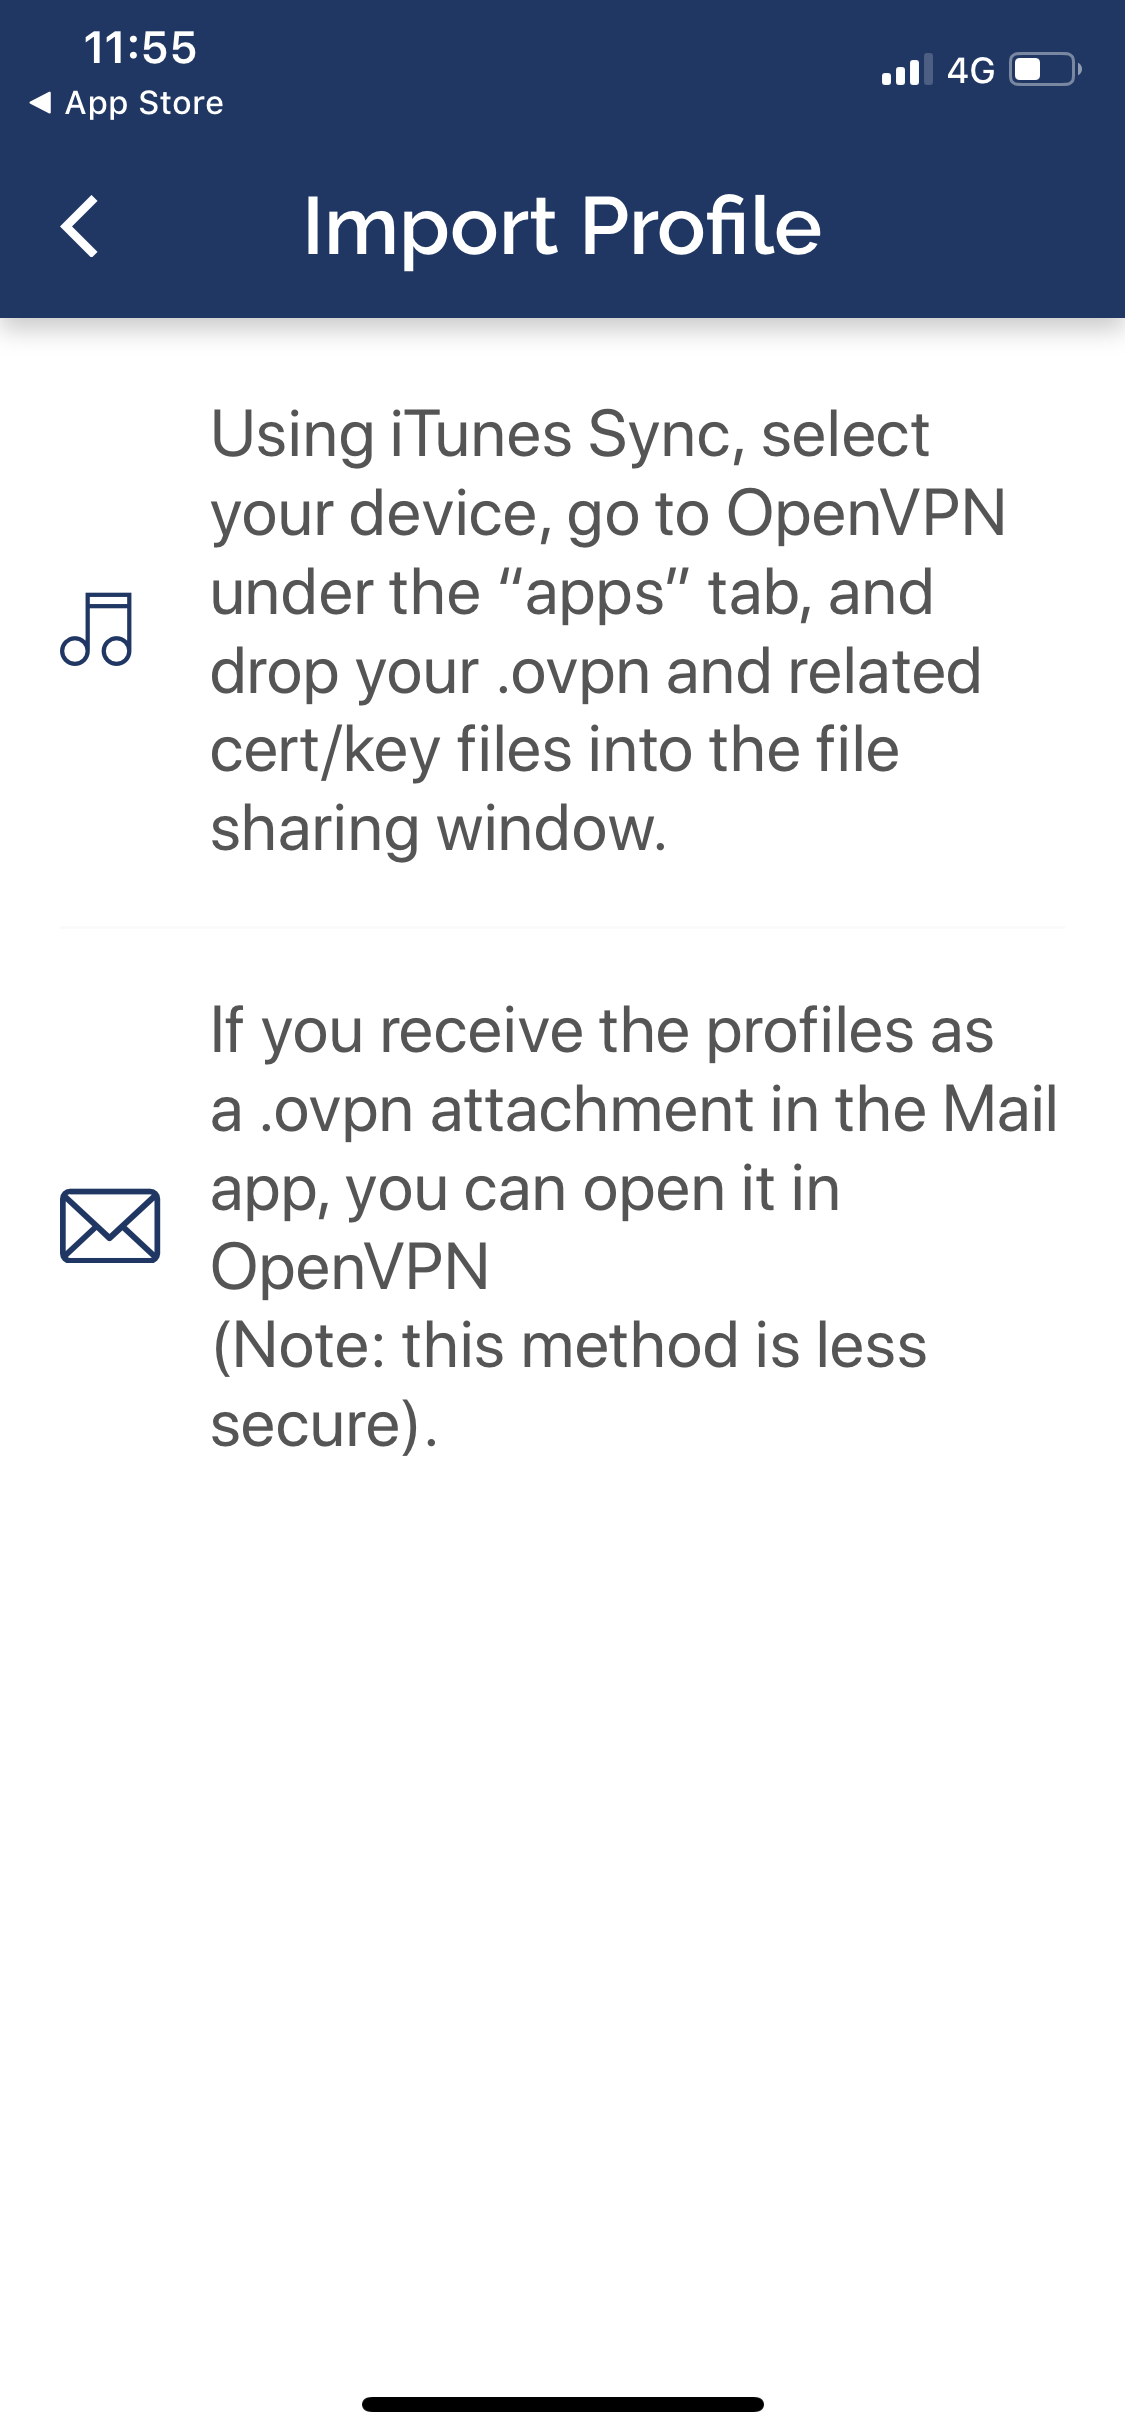 11:55
4G
◀ App Store
Import Profile
Using iTunes Sync, select
your device, go to OpenVPN
under the “apps” tab, and
drop your .ovpn and related
cert/key files into the file
sharing window.
If you receive the profiles as
a .ovpn attachment in the Mail
app, you can open it in
OpenVPN
(Note: this method is less
secure).